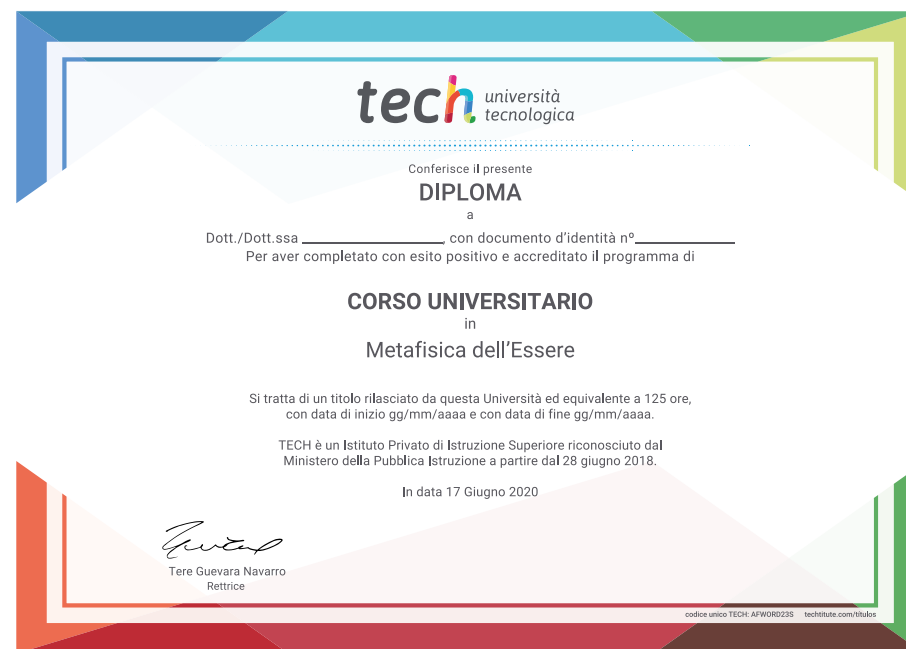 tech università
tecnologica
Conferisce il presente
DIPLOMA
a
Dott./Dott.ssa ____________________, con documento d'identità nº______________
Per aver completato con esito positivo e accreditato il programma di
CORSO UNIVERSITARIO
in
Metafisica dell'Essere
Si tratta di un titolo rilasciato da questa Università ed equivalente a 125 ore,
con data di inizio gg/mm/aaaa e con data di fine gg/mm/aaaa.
TECH è un Istituto Privato di Istruzione Superiore riconosciuto dal
Ministero della Pubblica Istruzione a partire dal 28 giugno 2018.
In data 17 Giugno 2020
Tere Guevara Navarro
Rettrice
codice unico TECH: AFWORD23S techtitute.com/titulos